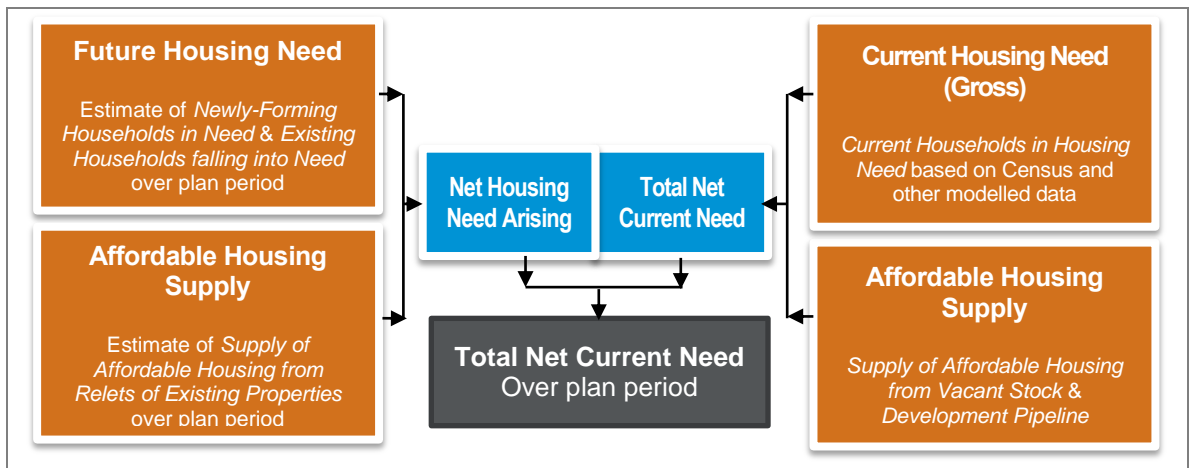 Future Housing Need
Estimate of Newly-Forming
Households in Need & Existing
Households falling into Need
over plan period
Affordable Housing
Supply
Estimate of Supply of
Affordable Housing from
Relets of Existing Properties
over plan period
Net Housing
Need Arising
Total Net
Current Need
Total Net Current Need
Over plan period
Current Housing Need
(Gross)
Current Households in Housing
Need based on Census and
other modelled data
Affordable Housing
Supply
Supply of Affordable Housing
from Vacant Stock &
Development Pipeline